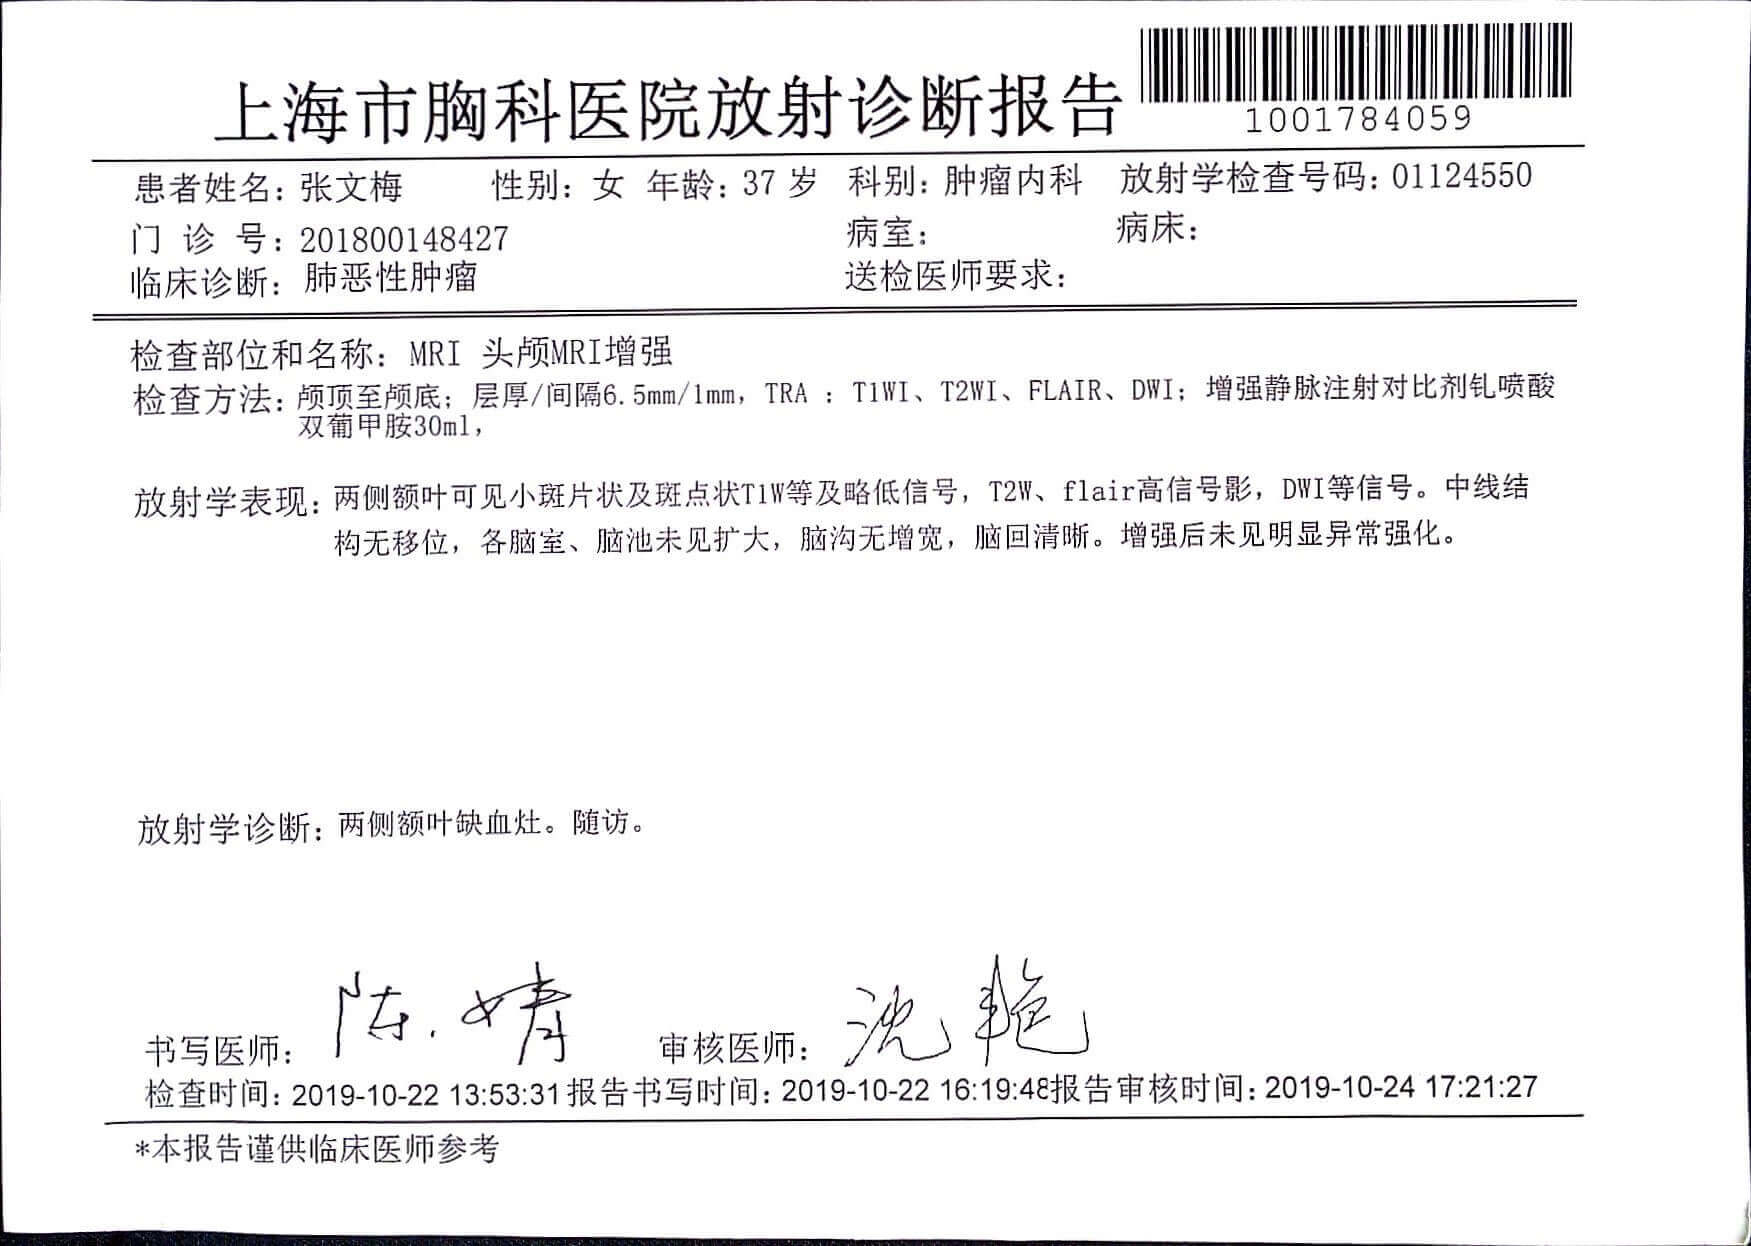 上海市胸科医院放射诊断报告
1001784059
患者姓名：张文梅 性别：女 年龄：37 岁 科别：肿瘤内科 放射学检查号码：01124550
门 诊 号：201800148427 病室： 病床：
临床诊断：肺恶性肿瘤 送检医师要求：
检查部位和名称：MRI 头颅MRI增强
检查方法：颅顶至颅底；层厚/间隔6.5mm/1mm，TRA ：T1WI、T2WI、FLAIR、DWI；增强静脉注射对比剂钆喷酸
双葡甲胺30ml，
放射学表现：两侧额叶可见小斑片状及斑点状T1W等及略低信号，T2W、flair高信号影，DWI等信号。中线结
构无移位，各脑室、脑池未见扩大，脑沟无增宽，脑回清晰。增强后未见明显异常强化。
放射学诊断：两侧额叶缺血灶。随访。
书写医师：陈婧 审核医师：沈艳
检查时间：2019-10-22 13:53:31 报告书写时间：2019-10-22 16:19:48 报告审核时间：2019-10-24 17:21:27
*本报告谨供临床医师参考